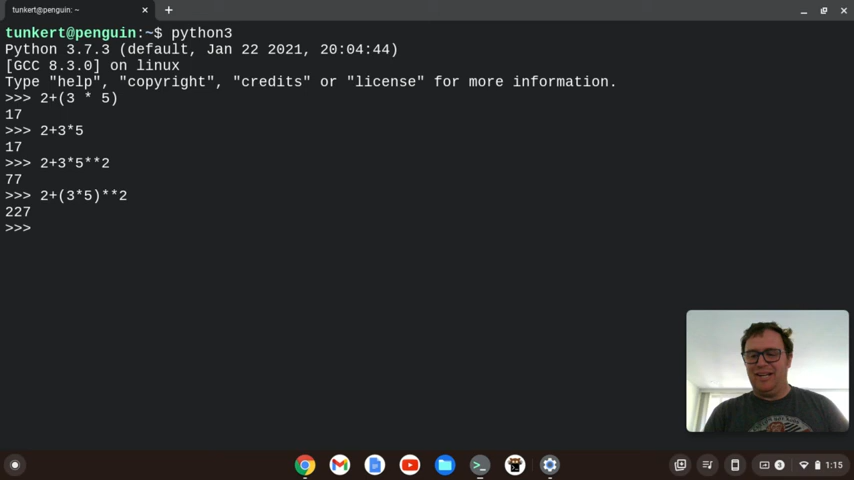 tunkert@penguin: ~
tunkert@penguin:~$ python3
Python 3.7.3 (default, Jan 22 2021, 20:04:44)
[GCC 8.3.0] on linux
Type "help", "copyright", "credits" or "license" for more information.
>>> 2+(3 * 5)
17
>>> 2+3*5
17
>>> 2+3*5**2
77
>>> 2+(3*5)**2
227
>>>
>_
3
1:15